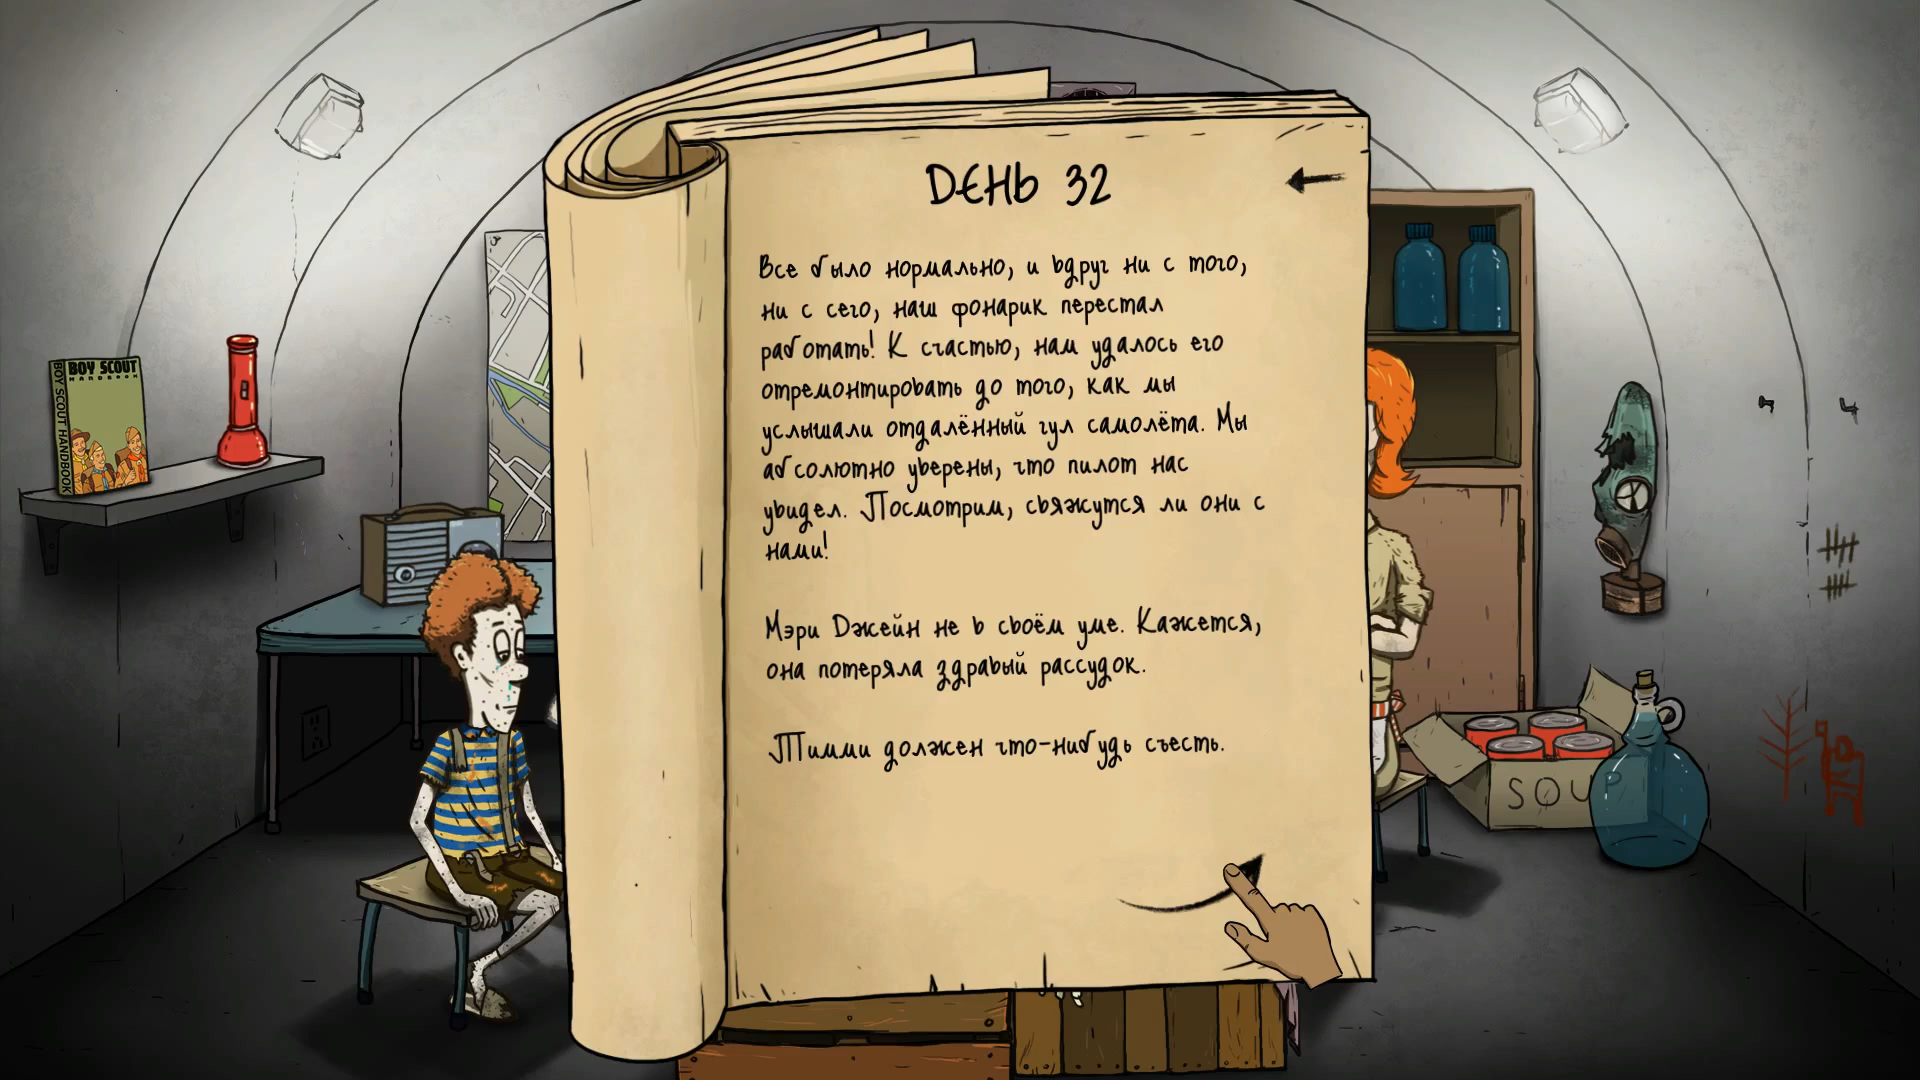 ДЕНЬ 32
Все было нормально, и вдруг ни с того,
ни с сего, наш фонарик перестал
работать! К счастью, нам удалось его
отремонтировать до того, как мы
услышали отдалённый гул самолёта. Мы
абсолютно уверены, что пилот нас
увидел. Посмотрим, свяжутся ли они с
нами!
Мэри Джейн не в своём уме. Кажется,
она потеряла здравый рассудок.
Тимми должен что-нибудь съесть.
BOY SCOUT
HANDBOOK
BOY SCOUT HANDBOOK
SOUP